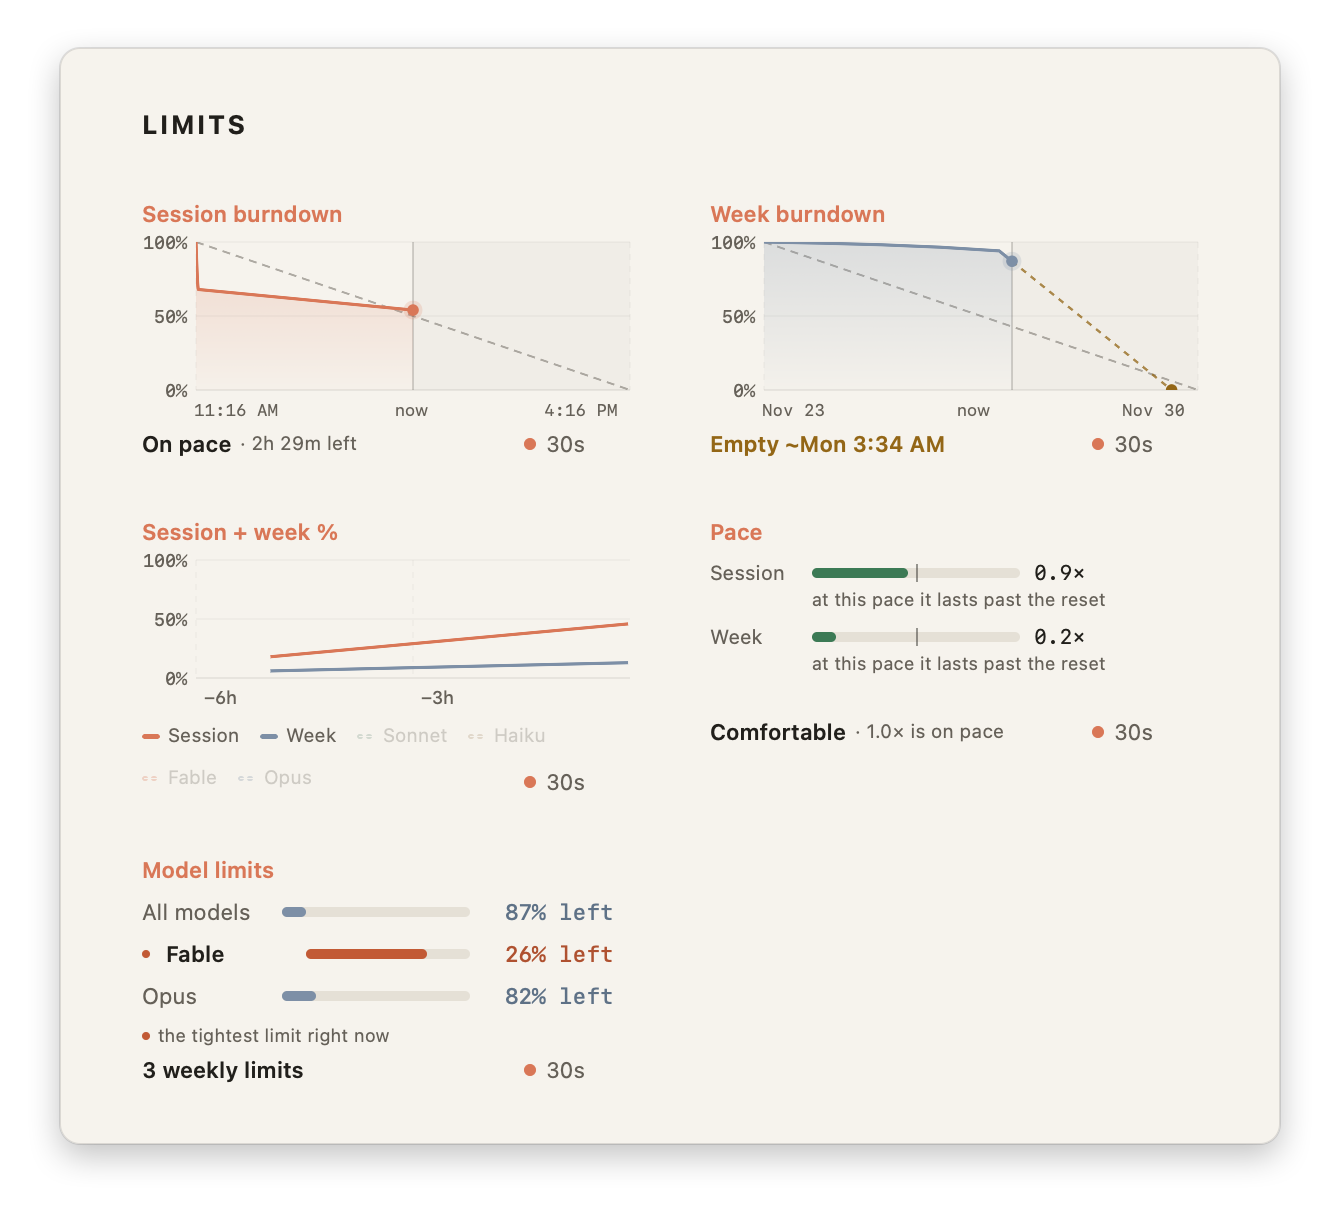 LIMITS
Session burndown
100%
50%
0%
11:16 AM now 4:16 PM
On pace · 2h 29m left 30s
Week burndown
100%
50%
0%
Nov 23 now Nov 30
Empty ~Mon 3:34 AM 30s
Session + week %
100%
50%
0%
−6h −3h
Session Week Sonnet Haiku
Fable Opus 30s
Pace
Session 0.9×
at this pace it lasts past the reset
Week 0.2×
at this pace it lasts past the reset
Comfortable · 1.0× is on pace 30s
Model limits
All models 87% left
Fable 26% left
Opus 82% left
the tightest limit right now
3 weekly limits 30s